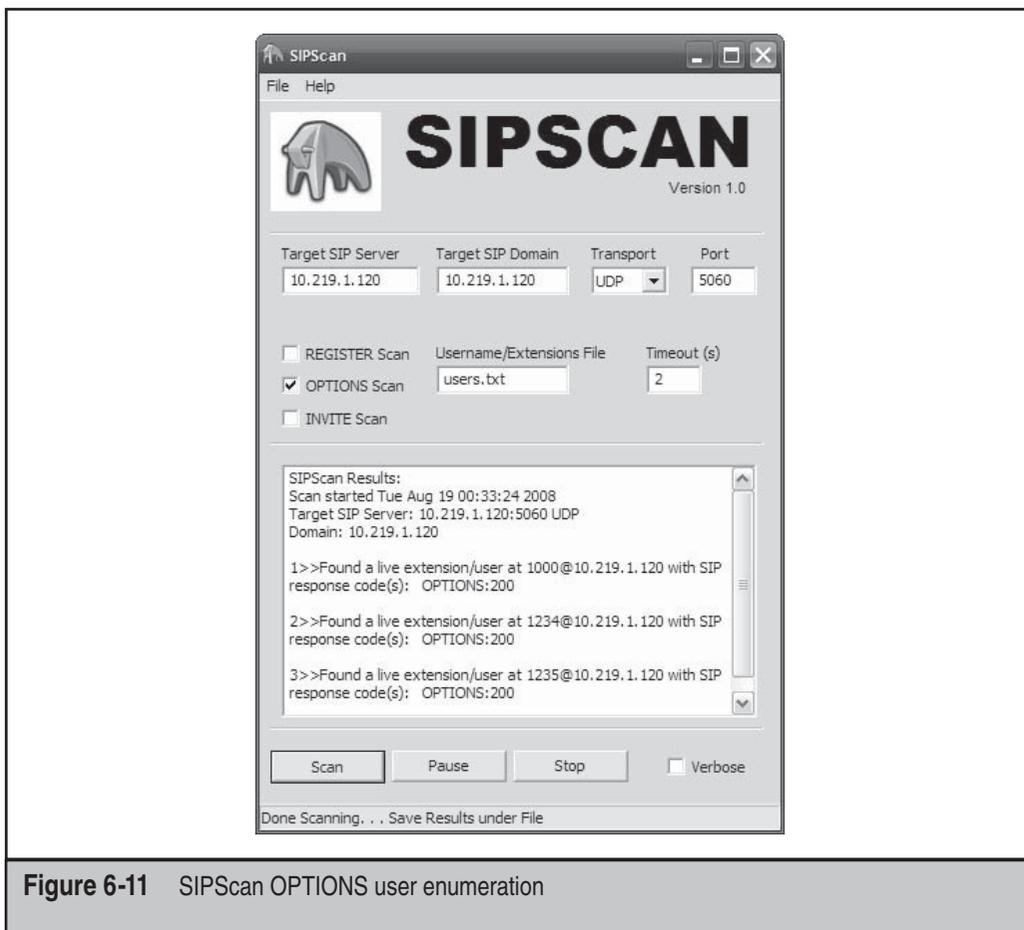 SIPScan
File Help
SIPSCAN
Version 1.0
Target SIP Server Target SIP Domain Transport Port
10.219.1.120 10.219.1.120 UDP 5060
REGISTER Scan Username/Extensions File Timeout (s)
OPTIONS Scan users.txt 2
INVITE Scan
SIPScan Results:
Scan started Tue Aug 19 00:33:24 2008
Target SIP Server: 10.219.1.120:5060 UDP
Domain: 10.219.1.120
1>>Found a live extension/user at 1000@10.219.1.120 with SIP
response code(s): OPTIONS:200
2>>Found a live extension/user at 1234@10.219.1.120 with SIP
response code(s): OPTIONS:200
3>>Found a live extension/user at 1235@10.219.1.120 with SIP
response code(s): OPTIONS:200
Scan Pause Stop Verbose
Done Scanning. . . Save Results under File
Figure 6-11 SIPScan OPTIONS user enumeration